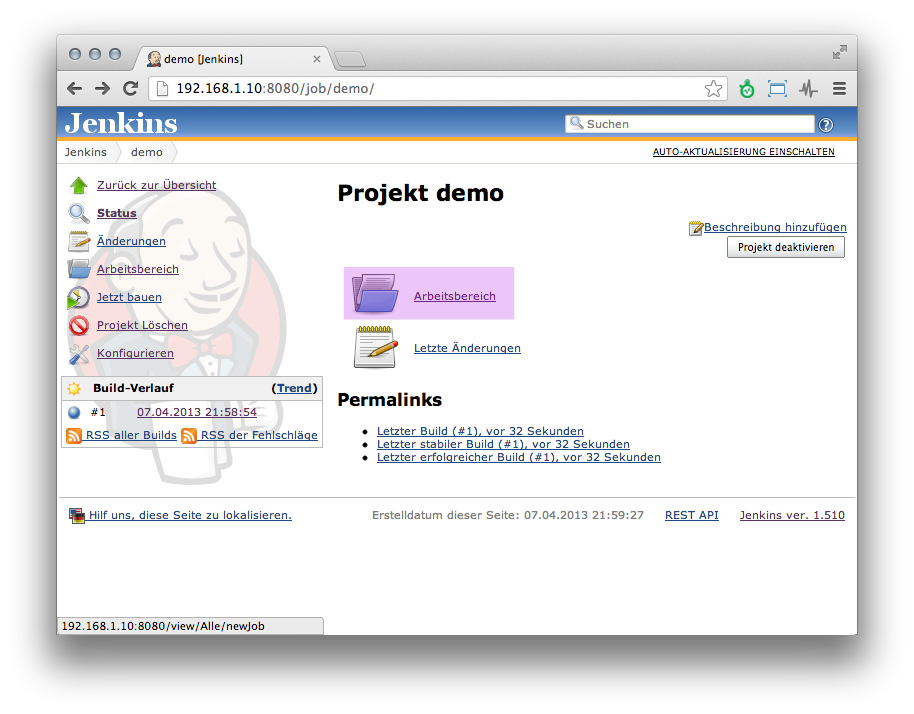 demo [Jenkins]
192.168.1.10:8080/job/demo/
Jenkins
Suchen
Jenkins demo
AUTO-AKTUALISIERUNG EINSCHALTEN
Zurück zur Übersicht
Status
Änderungen
Arbeitsbereich
Jetzt bauen
Projekt Löschen
Konfigurieren
Build-Verlauf (Trend)
#1 07.04.2013 21:58:54
RSS aller Builds RSS der Fehlschläge
Projekt demo
Beschreibung hinzufügen
Projekt deaktivieren
Arbeitsbereich
Letzte Änderungen
Permalinks
Letzter Build (#1), vor 32 Sekunden
Letzter stabiler Build (#1), vor 32 Sekunden
Letzter erfolgreicher Build (#1), vor 32 Sekunden
Hilf uns, diese Seite zu lokalisieren. Erstelldatum dieser Seite: 07.04.2013 21:59:27 REST API Jenkins ver. 1.510
192.168.1.10:8080/view/Alle/newJob